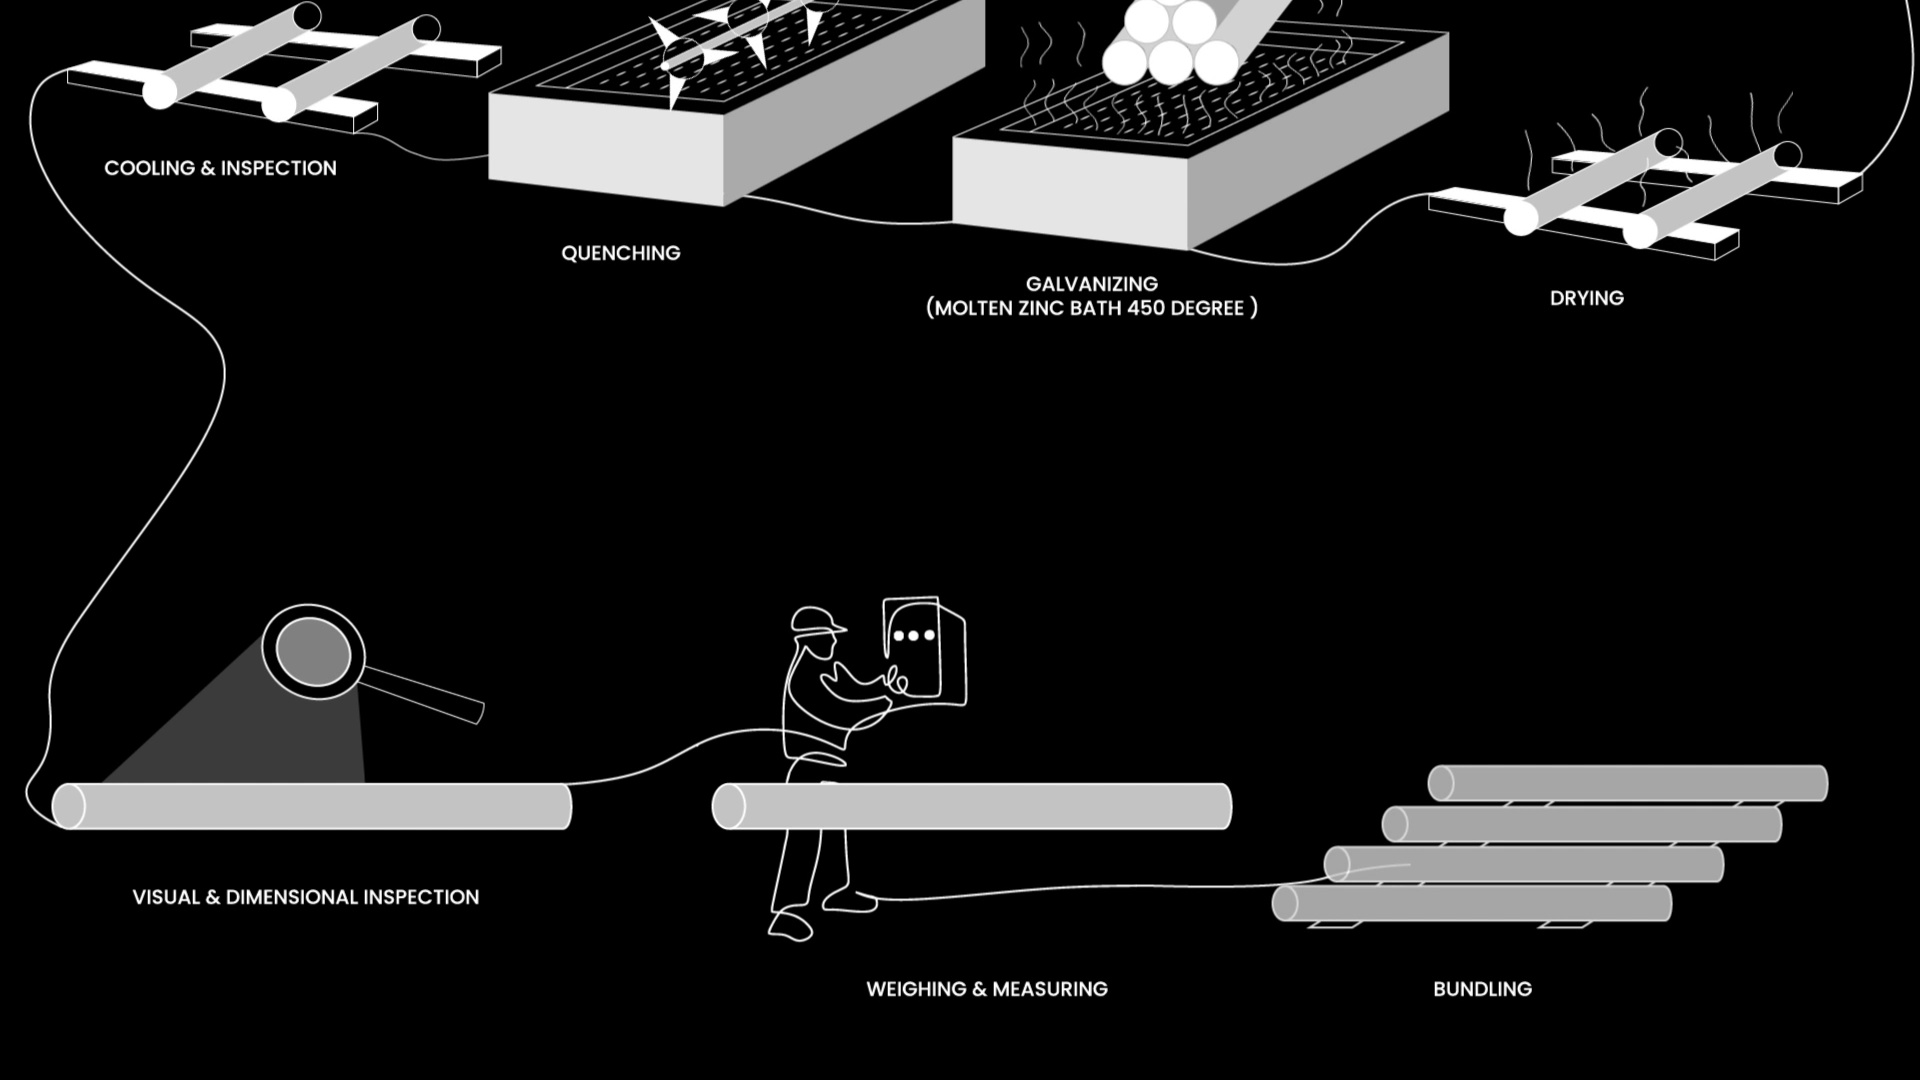 COOLING & INSPECTION
QUENCHING
GALVANIZING
(MOLTEN ZINC BATH 450 DEGREE )
DRYING
VISUAL & DIMENSIONAL INSPECTION
WEIGHING & MEASURING
BUNDLING